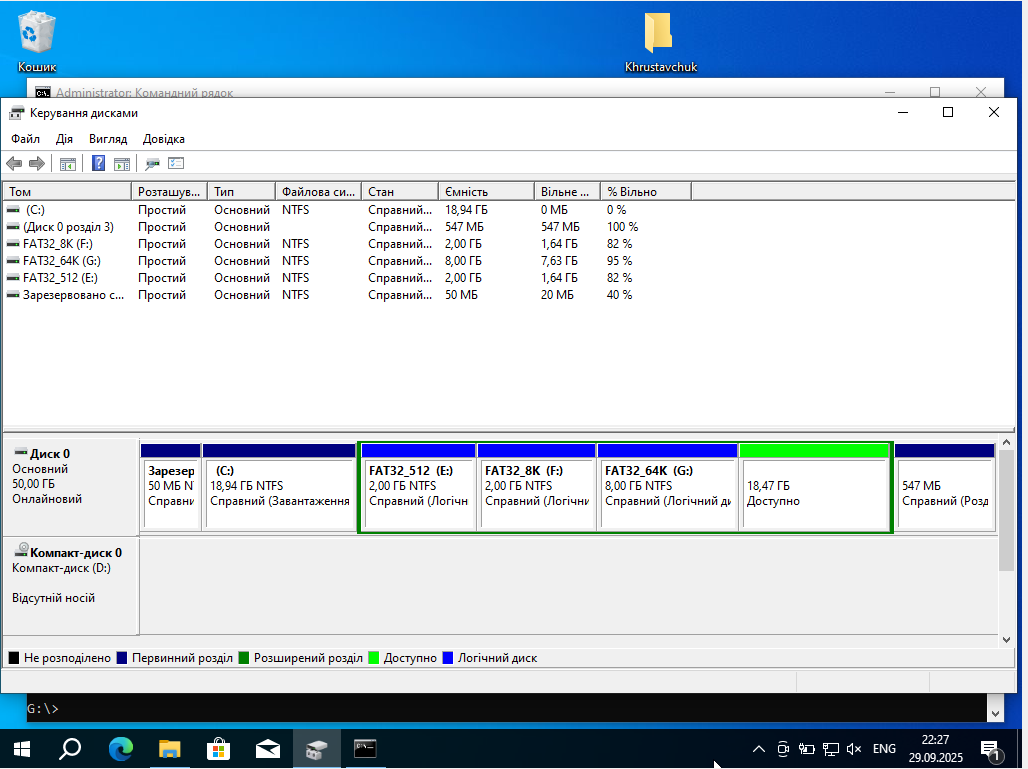 Кошик
Khrustavchuk
Administrator: Командний рядок
Керування дисками
Файл Дія Вигляд Довідка
Том Розташув... Тип Файлова си... Стан Ємність Вільне ... % Вільно
(C:) Простий Основний NTFS Справний... 18,94 ГБ 0 МБ 0 %
(Диск 0 розділ 3) Простий Основний Справний... 547 МБ 547 МБ 100 %
FAT32_8K (F:) Простий Основний NTFS Справний... 2,00 ГБ 1,64 ГБ 82 %
FAT32_64K (G:) Простий Основний NTFS Справний... 8,00 ГБ 7,63 ГБ 95 %
FAT32_512 (E:) Простий Основний NTFS Справний... 2,00 ГБ 1,64 ГБ 82 %
Зарезервовано с... Простий Основний NTFS Справний... 50 МБ 20 МБ 40 %
Диск 0
Основний
50,00 ГБ
Онлайновий
Зарезер
50 МБ N
Справни
(C:)
18,94 ГБ NTFS
Справний (Завантаження
FAT32_512 (E:)
2,00 ГБ NTFS
Справний (Логічн
FAT32_8K (F:)
2,00 ГБ NTFS
Справний (Логічни
FAT32_64K (G:)
8,00 ГБ NTFS
Справний (Логічний ди
18,47 ГБ
Доступно
547 МБ
Справний (Розд
Компакт-диск 0
Компакт-диск (D:)
Відсутній носій
Не розподілено Первинний розділ Розширений розділ Доступно Логічний диск
G:\>
ENG
22:27
29.09.2025
1